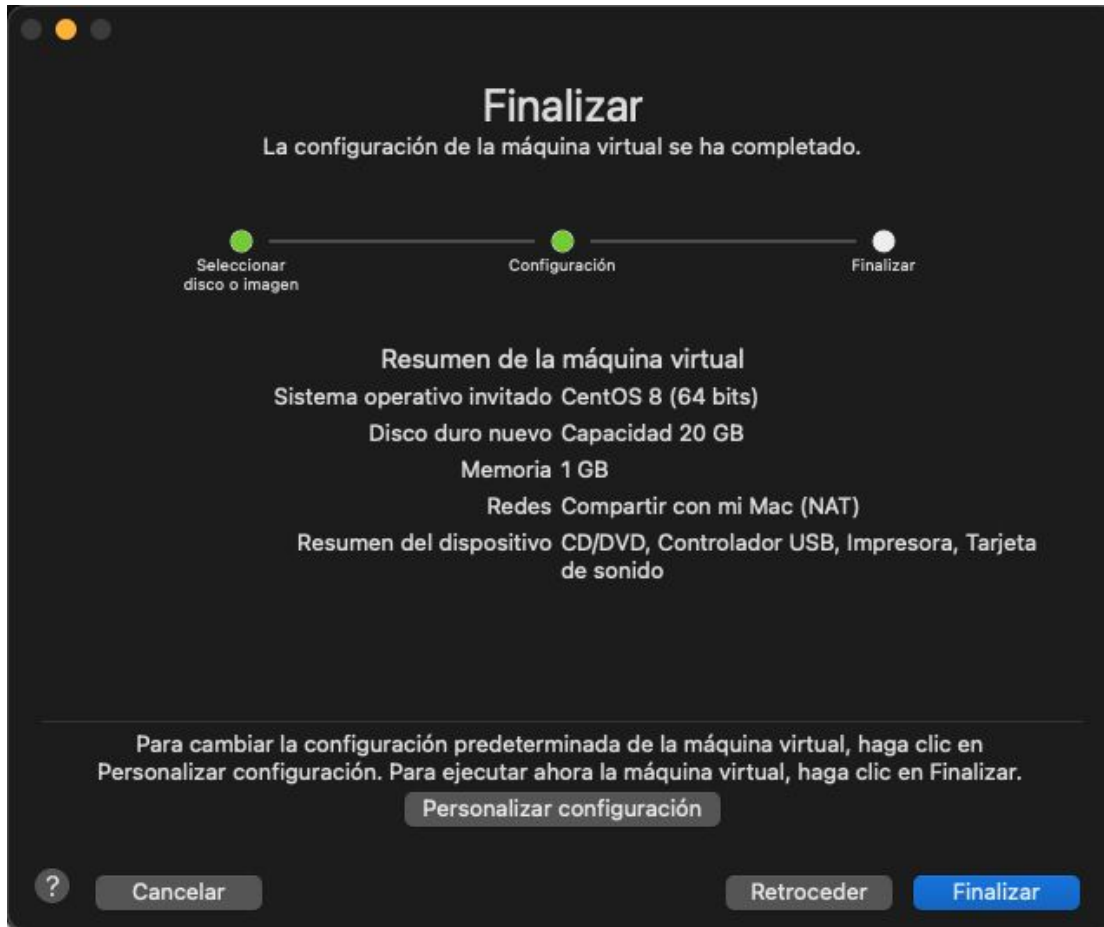 Finalizar
La configuración de la máquina virtual se ha completado.
Seleccionar
disco o imagen
Configuración
Finalizar
Resumen de la máquina virtual
Sistema operativo invitado CentOS 8 (64 bits)
Disco duro nuevo Capacidad 20 GB
Memoria 1 GB
Redes Compartir con mi Mac (NAT)
Resumen del dispositivo CD/DVD, Controlador USB, Impresora, Tarjeta
de sonido
Para cambiar la configuración predeterminada de la máquina virtual, haga clic en
Personalizar configuración. Para ejecutar ahora la máquina virtual, haga clic en Finalizar.
Personalizar configuración
?
Cancelar
Retroceder
Finalizar